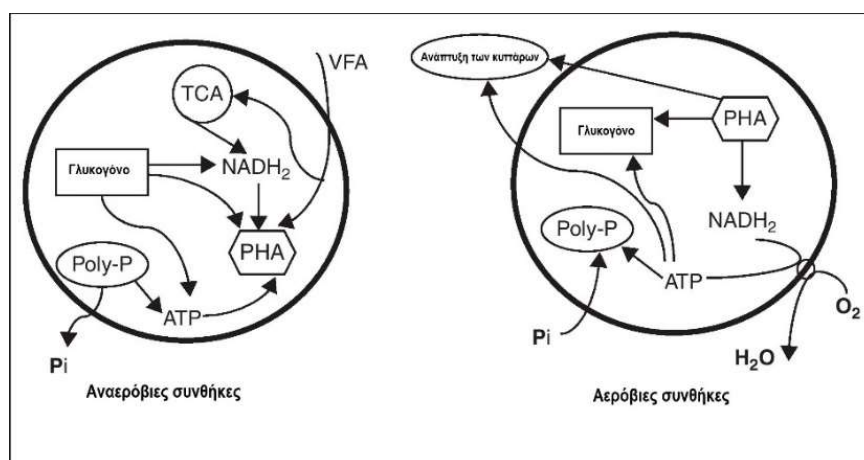 VFA
TCA
Γλυκογόνο
NADH₂
PHA
Poly-P
ATP
Pi
Αναερόβιες συνθήκες
Ανάπτυξη των κυπάρων
Γλυκογόνο
PHA
NADH₂
Poly-P
ATP
Pi
O₂
H₂O
Αερόβιες συνθήκες